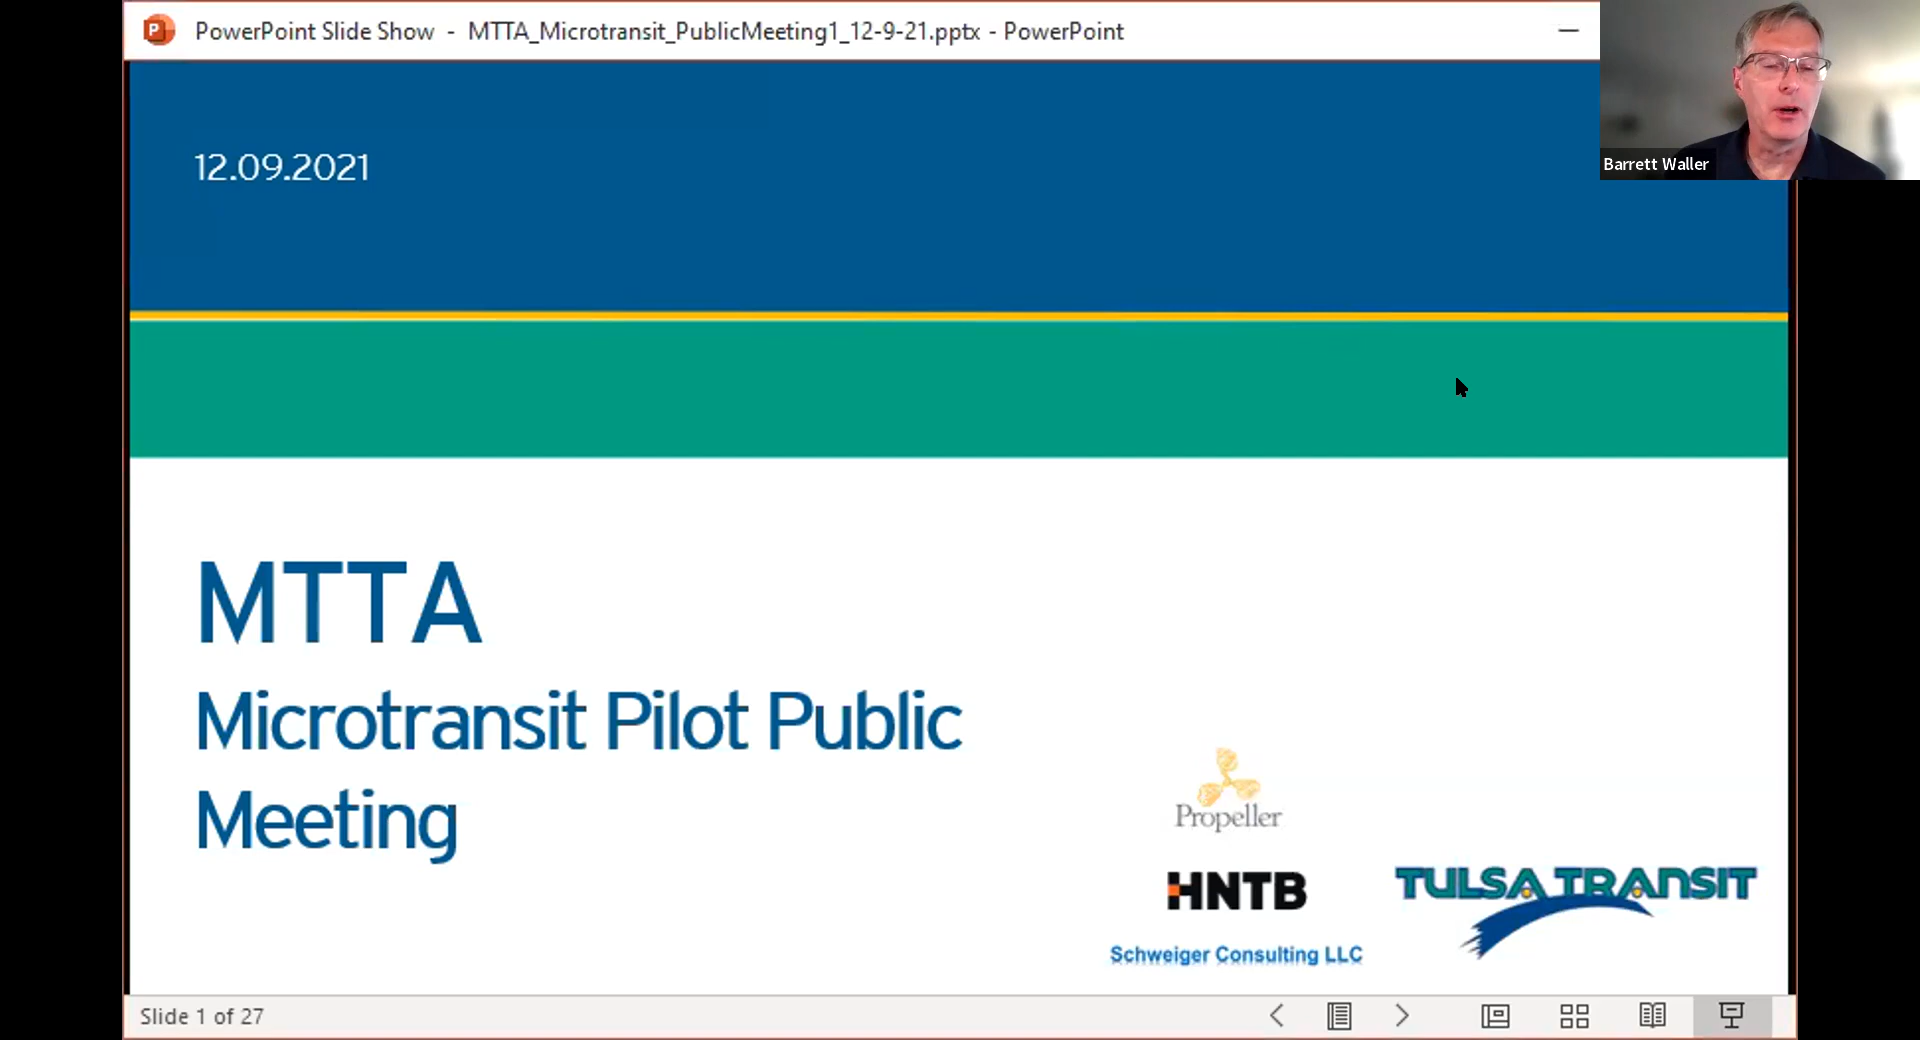 PowerPoint Slide Show - MTTA_Microtransit_PublicMeeting1_12-9-21.pptx - PowerPoint
Barrett Waller
12.09.2021
MTTA
Microtransit Pilot Public
Meeting
Propeller
HNTB
TULSA TRANSIT
Schweiger Consulting LLC
Slide 1 of 27